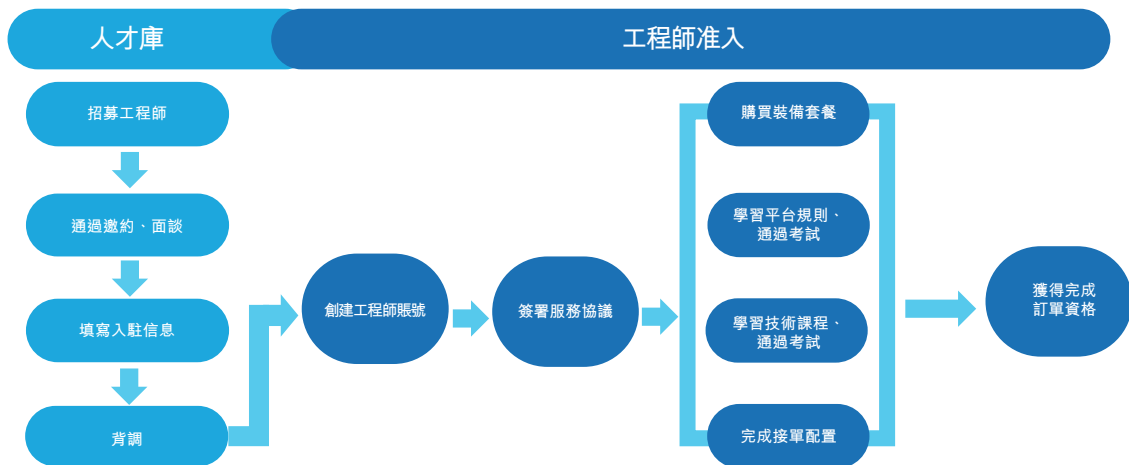 人才庫
工程師准入
招募工程師
通過邀約、面談
填寫入駐信息
背調
創建工程師賬號
簽署服務協議
購買裝備套餐
學習平台規則、
通過考試
學習技術課程、
通過考試
完成接單配置
獲得完成
訂單資格